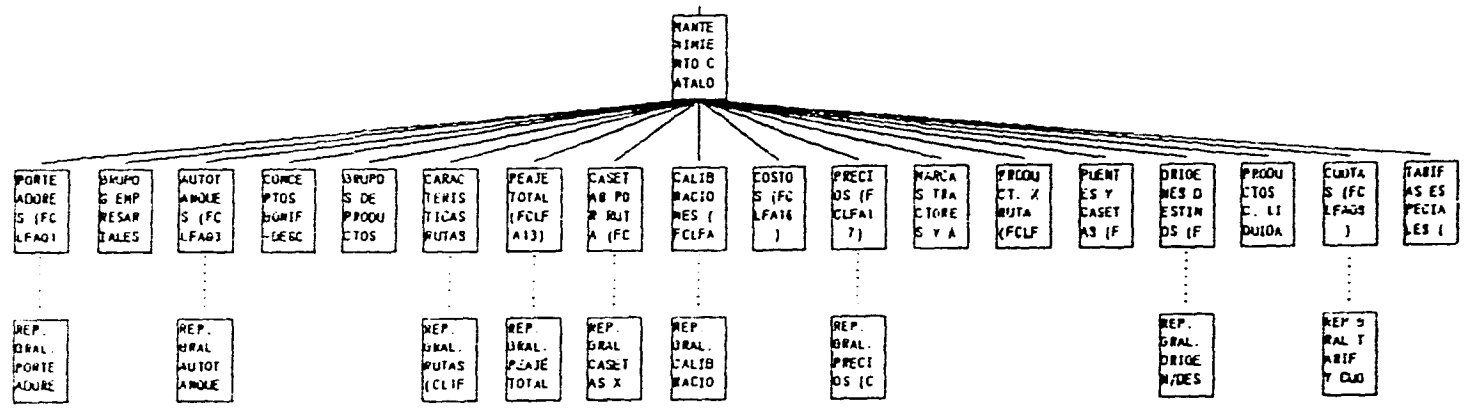 MANTE
NIMIE
NTO C
ATALO
PORTE
ADORE
S (FC
LFA01
GRUPO
S EMP
RESAR
IALES
AUTOT
ANQUE
S (FC
LFA03
CONCE
PTOS
BONIF
-DESC
GRUPO
S DE
PRODU
CTOS
CARAC
TERIS
TICAS
RUTAS
PEAJE
TOTAL
(FCLF
A13)
CASET
AS PO
R RUT
A (FC
CALIB
RACIO
NES (
FCLFA
COSTO
S (FC
LFA16
)
PRECI
OS (F
CLFA1
7)
MARCA
S TRA
CTORE
S Y A
PRODU
CT. X
RUTA
(FCLF
PUENT
ES Y
CASET
AS (F
ORIGE
NES D
ESTIN
OS (F
PRODU
CTOS
C. LI
QUIDA
CUOTA
S (FC
LFA09
)
TARIF
AS ES
PECIA
LES (
REP.
GRAL.
PORTE
ADORE
REP.
GRAL
AUTOT
ANQUE
REP.
GRAL.
RUTAS
(CLIF
REP.
GRAL.
PEAJE
TOTAL
REP.
GRAL
CASET
AS X
REP.
GRAL.
CALIB
RACIO
REP.
GRAL.
PRECI
OS (C
REP.
GRAL.
ORIGE
N/DES
REP G
RAL T
ARIF
Y CUO